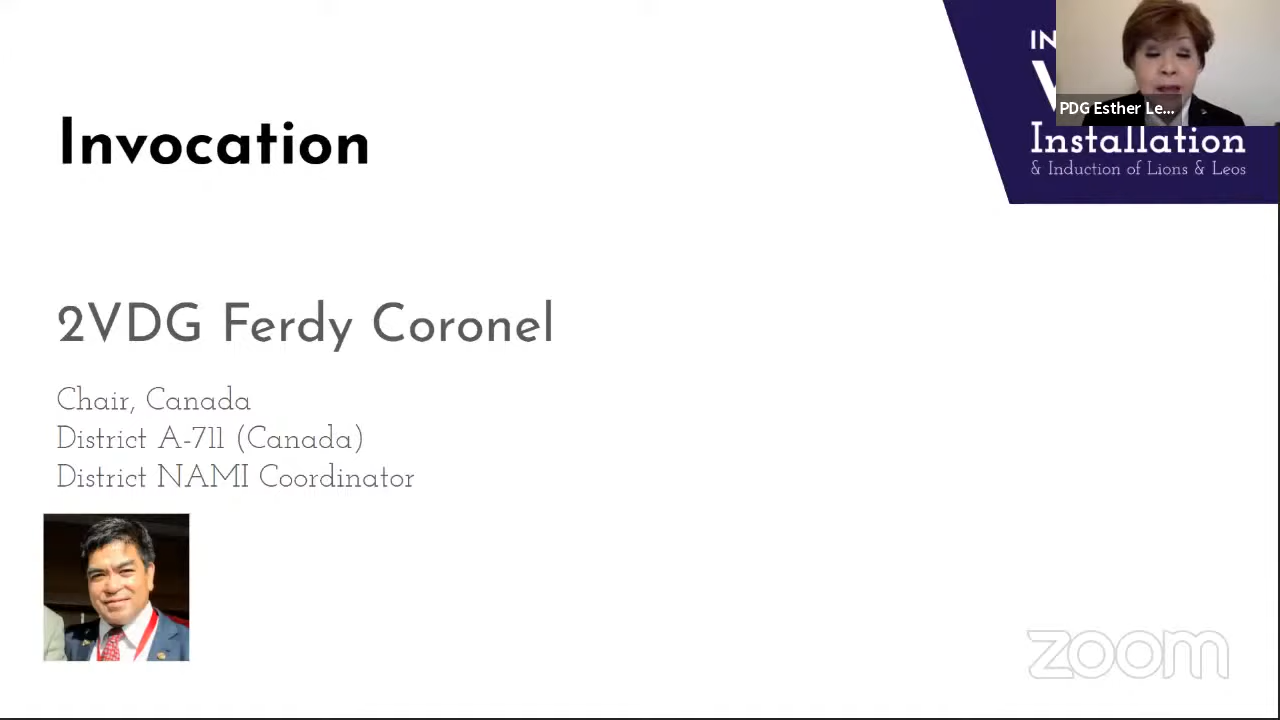 Invocation
2VDG Ferdy Coronel
Chair, Canada
District A-711 (Canada)
District NAMI Coordinator
IN
PDG Esther Le...
Installation
& Induction of Lions & Leos
zoom